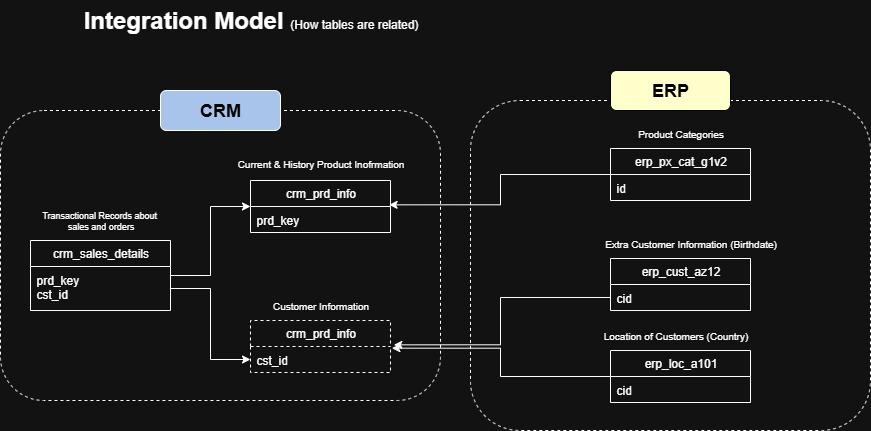 Integration Model (How tables are related)
CRM
ERP
Product Categories
erp_px_cat_g1v2
id
Current & History Product Inofrmation
crm_prd_info
prd_key
Transactional Records about
sales and orders
crm_sales_details
prd_key
cst_id
Extra Customer Information (Birthdate)
erp_cust_az12
cid
Customer Information
crm_prd_info
cst_id
Location of Customers (Country)
erp_loc_a101
cid